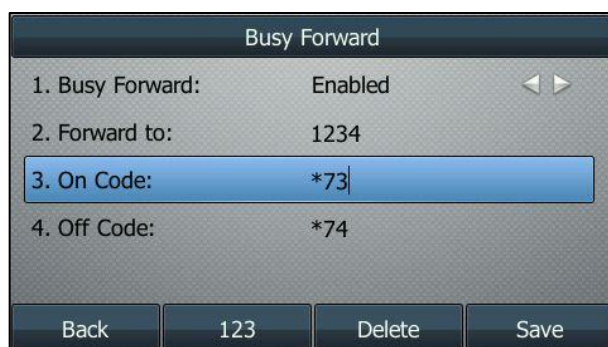 Busy Forward
1. Busy Forward: Enabled
2. Forward to: 1234
3. On Code: *73
4. Off Code: *74
Back 123 Delete Save